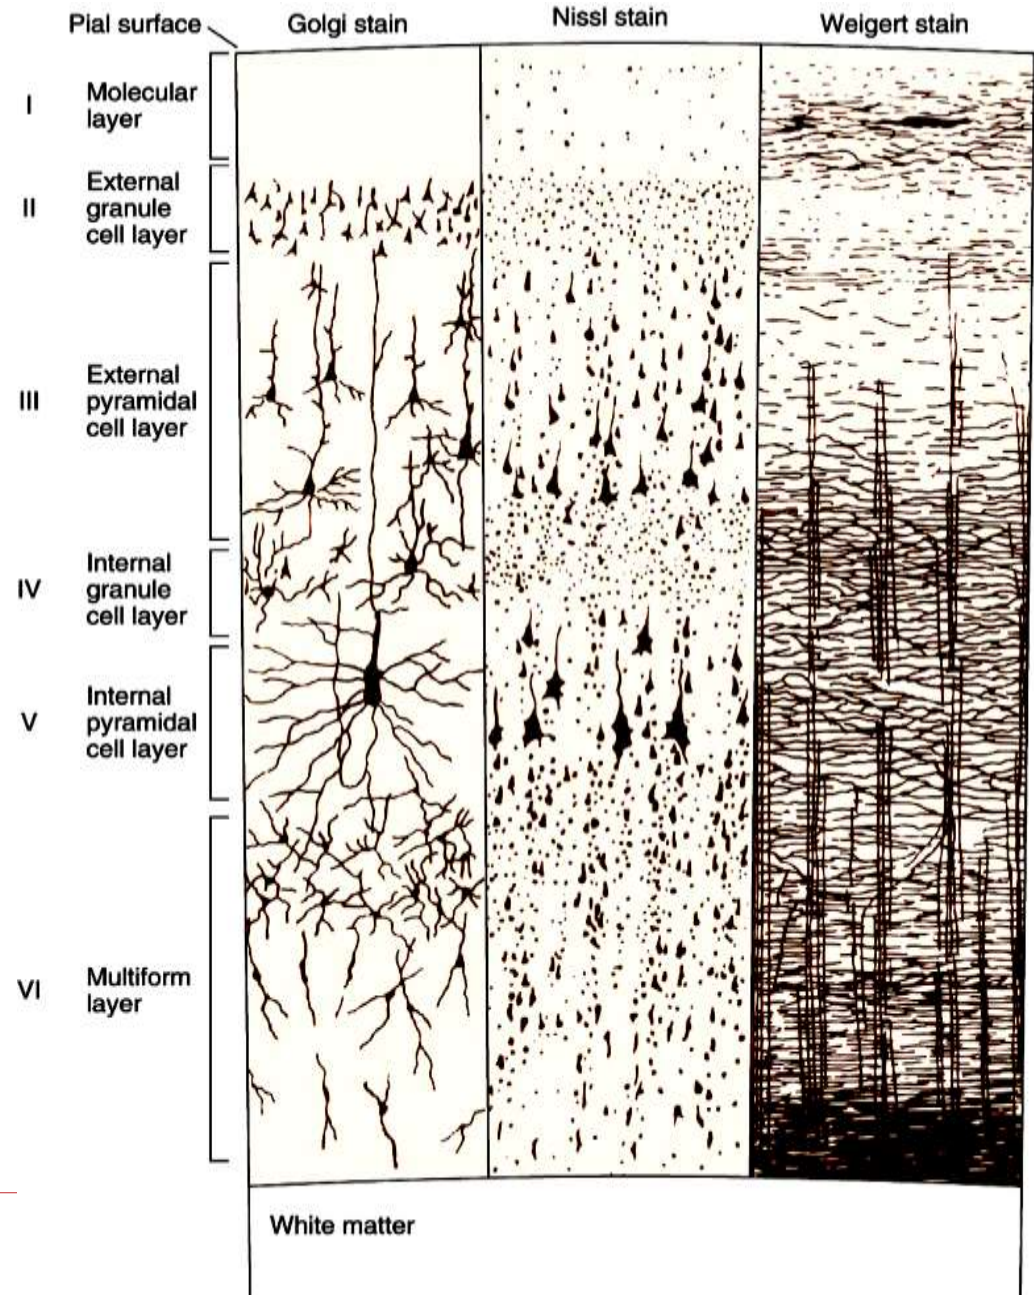 Pial surface
Golgi stain
Nissl stain
Weigert stain
I
Molecular
layer
II
External
granule
cell layer
III
External
pyramidal
cell layer
IV
Internal
granule
cell layer
V
Internal
pyramidal
cell layer
VI
Multiform
layer
White matter